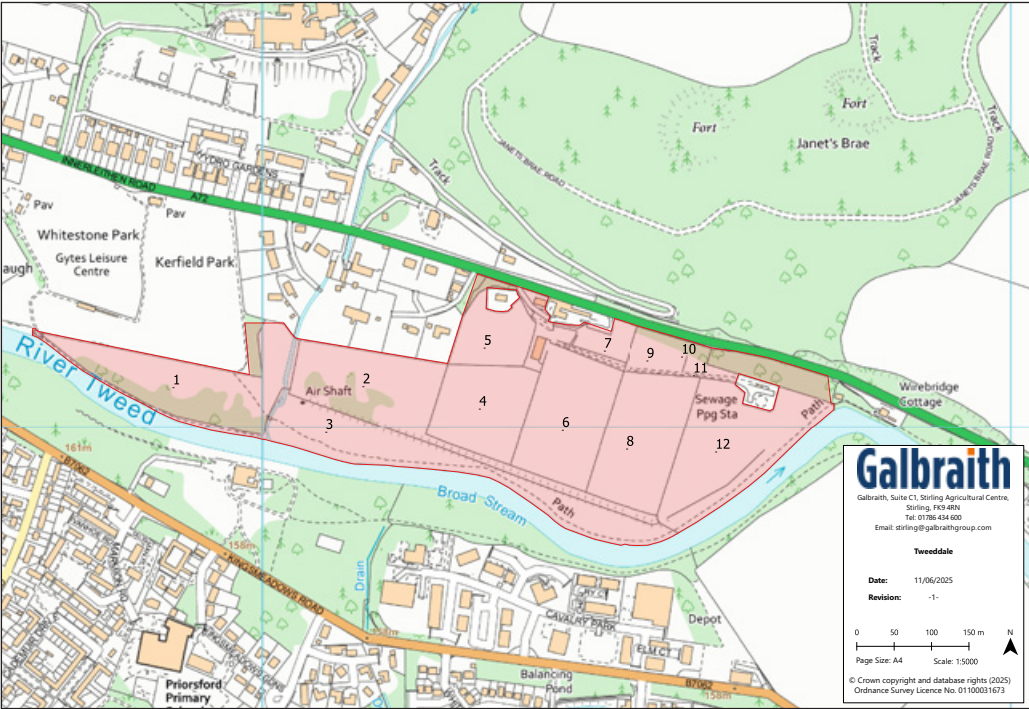 Track
Fort
Fort
Track
Janet's Brae
HYDRO GARDENS
JANETS BRAE ROAD
INNERLEITHEN ROAD
A72
Track
JANETS BRAE ROAD
Pav
Pav
Whitestone Park
Gytes Leisure
Centre
Kerfield Park
augh
River Tweed
1
2
3
4
5
6
7
8
9
10
11
12
Air Shaft
Sewage
Ppg Sta
Path
Wirebridge
Cottage
161m
B7062
Broad Stream
Path
158m
KINGSMEADOWS ROAD
Drain
CAVALRY PARK
ELM CT
Depot
158m
Balancing
Pond
B7062
158m
Priorsford
Primary
Galbraith
Galbraith, Suite C1, Stirling Agricultural Centre,
Stirling, FK9 4RN
Tel: 01786 434 600
Email: stirling@galbraithgroup.com
Tweeddale
Date: 11/06/2025
Revision: -1-
0 50 100 150 m
N
Page Size: A4 Scale: 1:5000
© Crown copyright and database rights (2025)
Ordnance Survey Licence No. 01100031673